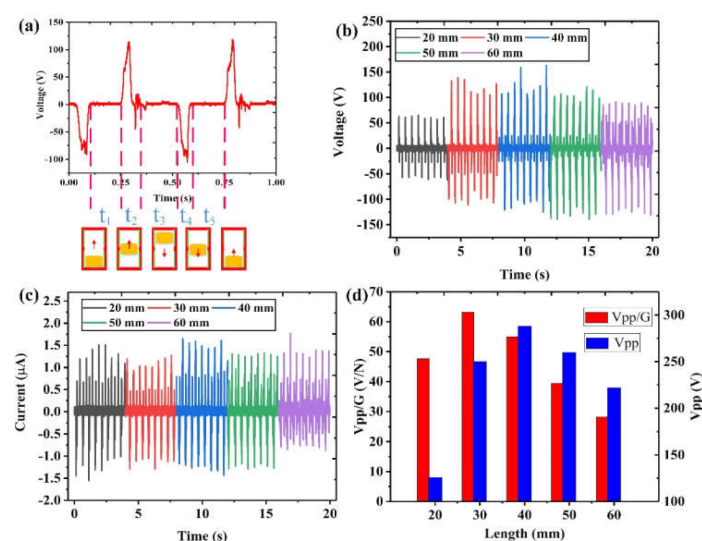 (a)
150
100
50
0
-50
-100
Voltage (V)
0.00
0.25
0.50
0.75
1.00
Time (s)
t1 t2 t3 t4 t5
(b)
20 mm 30 mm 40 mm
50 mm 60 mm
250
200
150
100
50
0
-50
-100
-150
Voltage (V)
0 5 10 15 20
Time (s)
(c)
20 mm 30 mm 40 mm
50 mm 60 mm
2.5
2.0
1.5
1.0
0.5
0.0
-0.5
-1.0
-1.5
-2.0
Current (μA)
0 5 10 15 20
Time (s)
(d)
Vpp/G
Vpp
70
60
50
40
30
20
10
0
Vpp/G (V/N)
300
250
200
150
100
Vpp (V)
20 30 40 50 60
Length (mm)